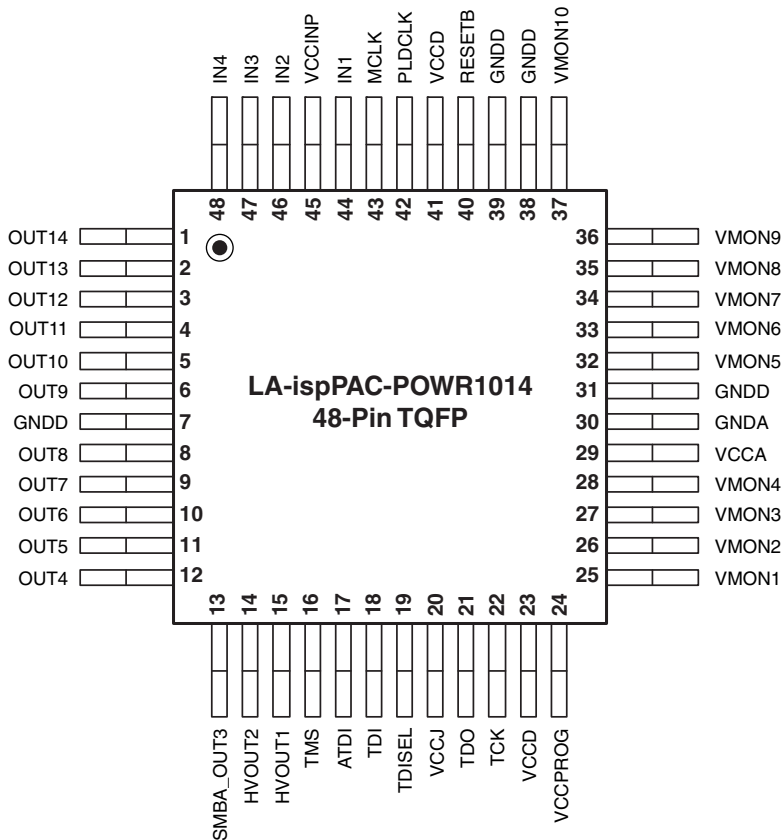 IN4
IN3
IN2
VCCINP
IN1
MCLK
PLDCLK
VCCD
RESETB
GNDD
GNDD
VMON10
48
47
46
45
44
43
42
41
40
39
38
37
OUT14 1
OUT13 2
OUT12 3
OUT11 4
OUT10 5
OUT9 6
GNDD 7
OUT8 8
OUT7 9
OUT6 10
OUT5 11
OUT4 12
LA-ispPAC-POWR1014
48-Pin TQFP
36 VMON9
35 VMON8
34 VMON7
33 VMON6
32 VMON5
31 GNDD
30 GNDA
29 VCCA
28 VMON4
27 VMON3
26 VMON2
25 VMON1
13
14
15
16
17
18
19
20
21
22
23
24
SMBA_OUT3
HVOUT2
HVOUT1
TMS
ATDI
TDI
TDISEL
VCCJ
TDO
TCK
VCCD
VCCPROG